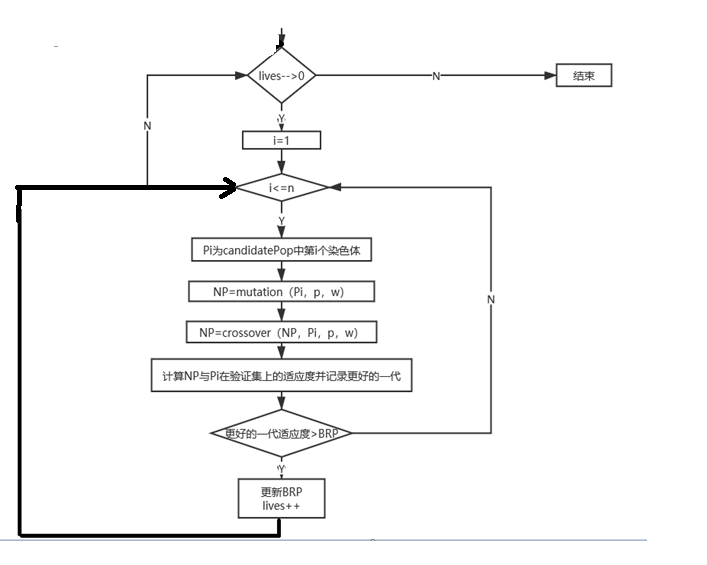 lives-->0
N
结束
N
Y
i=1
i<=n
Y
Pi为candidatePop中第i个染色体
NP=mutation（Pi，p，w）
N
NP=crossover（NP，Pi，p，w）
计算NP与Pi在验证集上的适应度并记录更好的一代
更好的一代适应度>BRP
Y
更新BRP
lives++